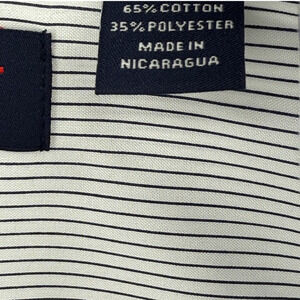 65% COTTON
35% POLYESTER
MADE IN
NICARAGUA